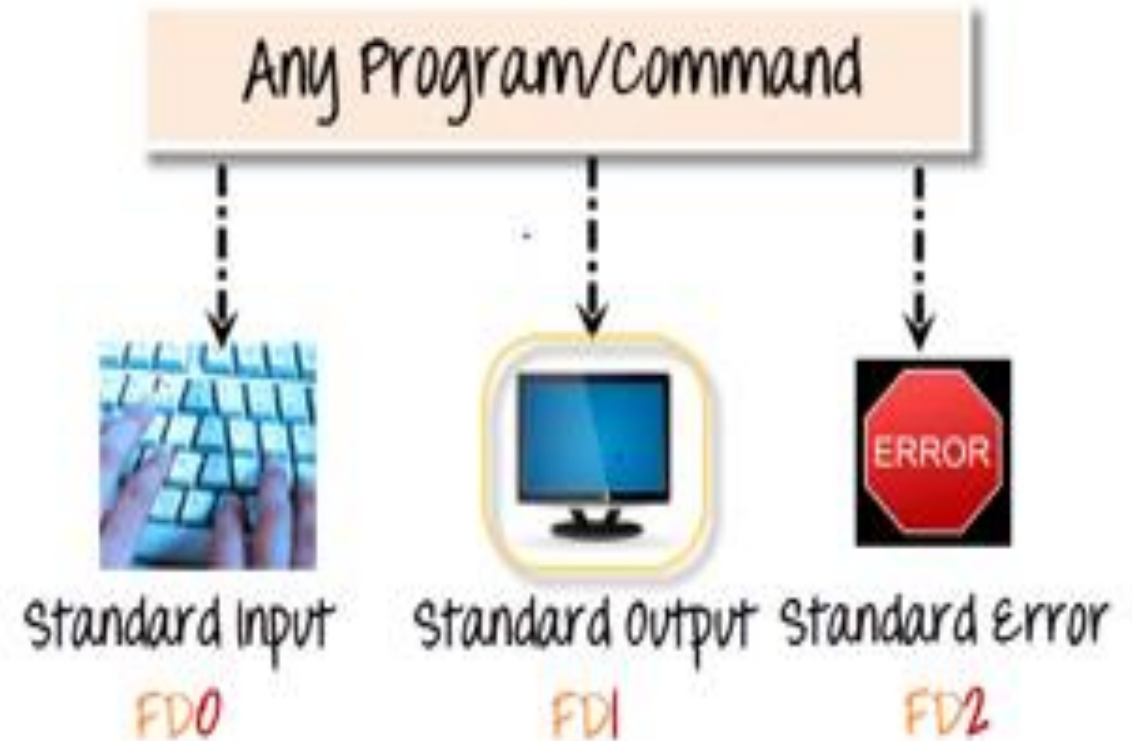 Any Program/Command
ERROR
Standard Input
Standard Output
Standard Error
FD0
FD1
FD2